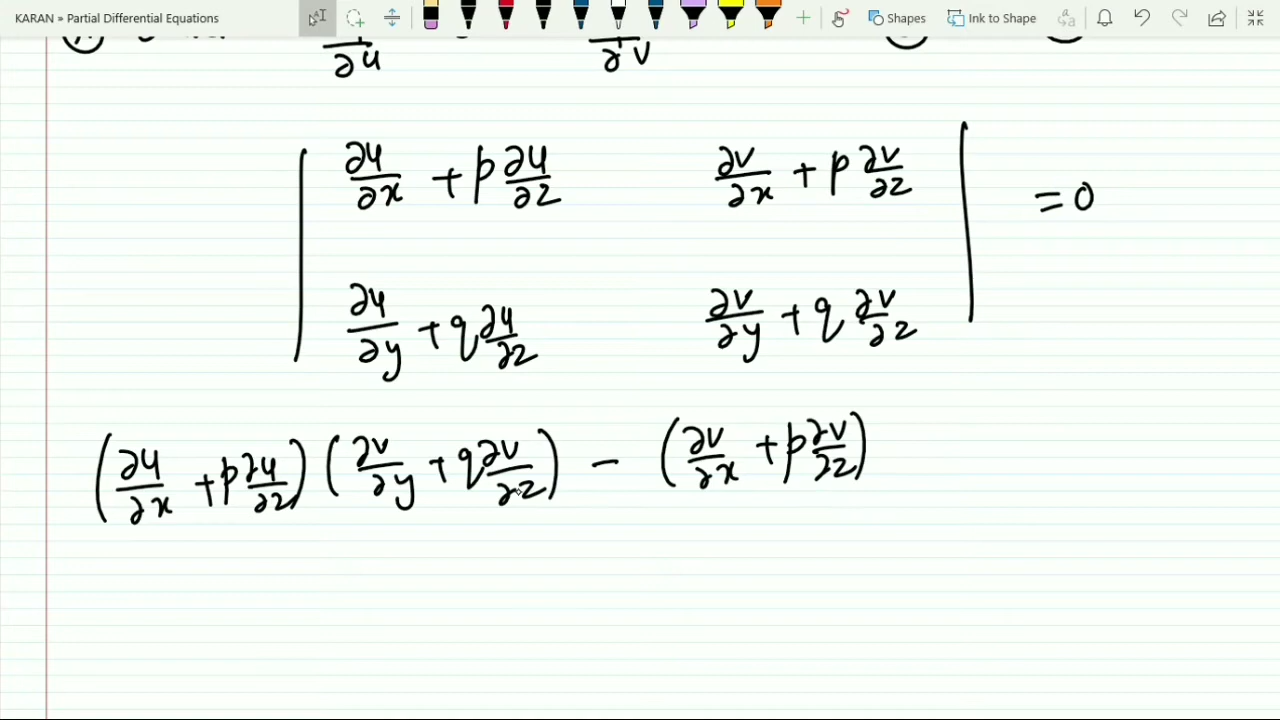 KARAN » Partial Differential Equations Shapes Ink to Shape
∂u ∂v
| ∂u/∂x + p ∂u/∂z ∂v/∂x + p ∂v/∂z | = 0
| ∂u/∂y + q ∂u/∂z ∂v/∂y + q ∂v/∂z |
(∂u/∂x + p ∂u/∂z) (∂v/∂y + q ∂v/∂z) − (∂v/∂x + p ∂v/∂z)